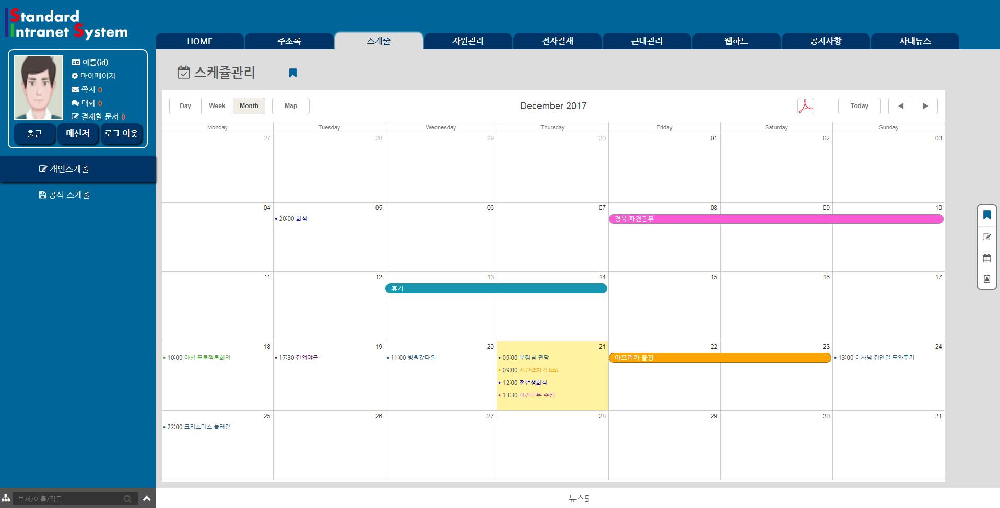 Standard
Intranet System
HOME 주소록 스케줄 자원관리 전자결재 근태관리 웹하드 공지사항 사내뉴스
이름(id)
마이페이지
쪽지 0
대화 0
결재할 문서 0
출근 메신저 로그 아웃
개인스케줄
공식 스케줄
스케쥴관리
Day Week Month Map December 2017 Today
Monday Tuesday Wednesday Thursday Friday Saturday Sunday
27 28 29 30 01 02 03
04 05 06 07 08 09 10
20:00 회식
경북 파견근무
11 12 13 14 15 16 17
휴가
18 19 20 21 22 23 24
10:00 아침 프로젝트회의
17:30 잔업야근
11:00 병원갔다옴
09:00 부장님 면담
09:00 시간겹치기 test
12:00 전선생회식
13:30 파견근무 수정
아프리카 출장
13:00 이사님 집안일 도와주기
25 26 27 28 29 30 31
22:00 크리스마스 놀러감
부서/이름/직급
뉴스5